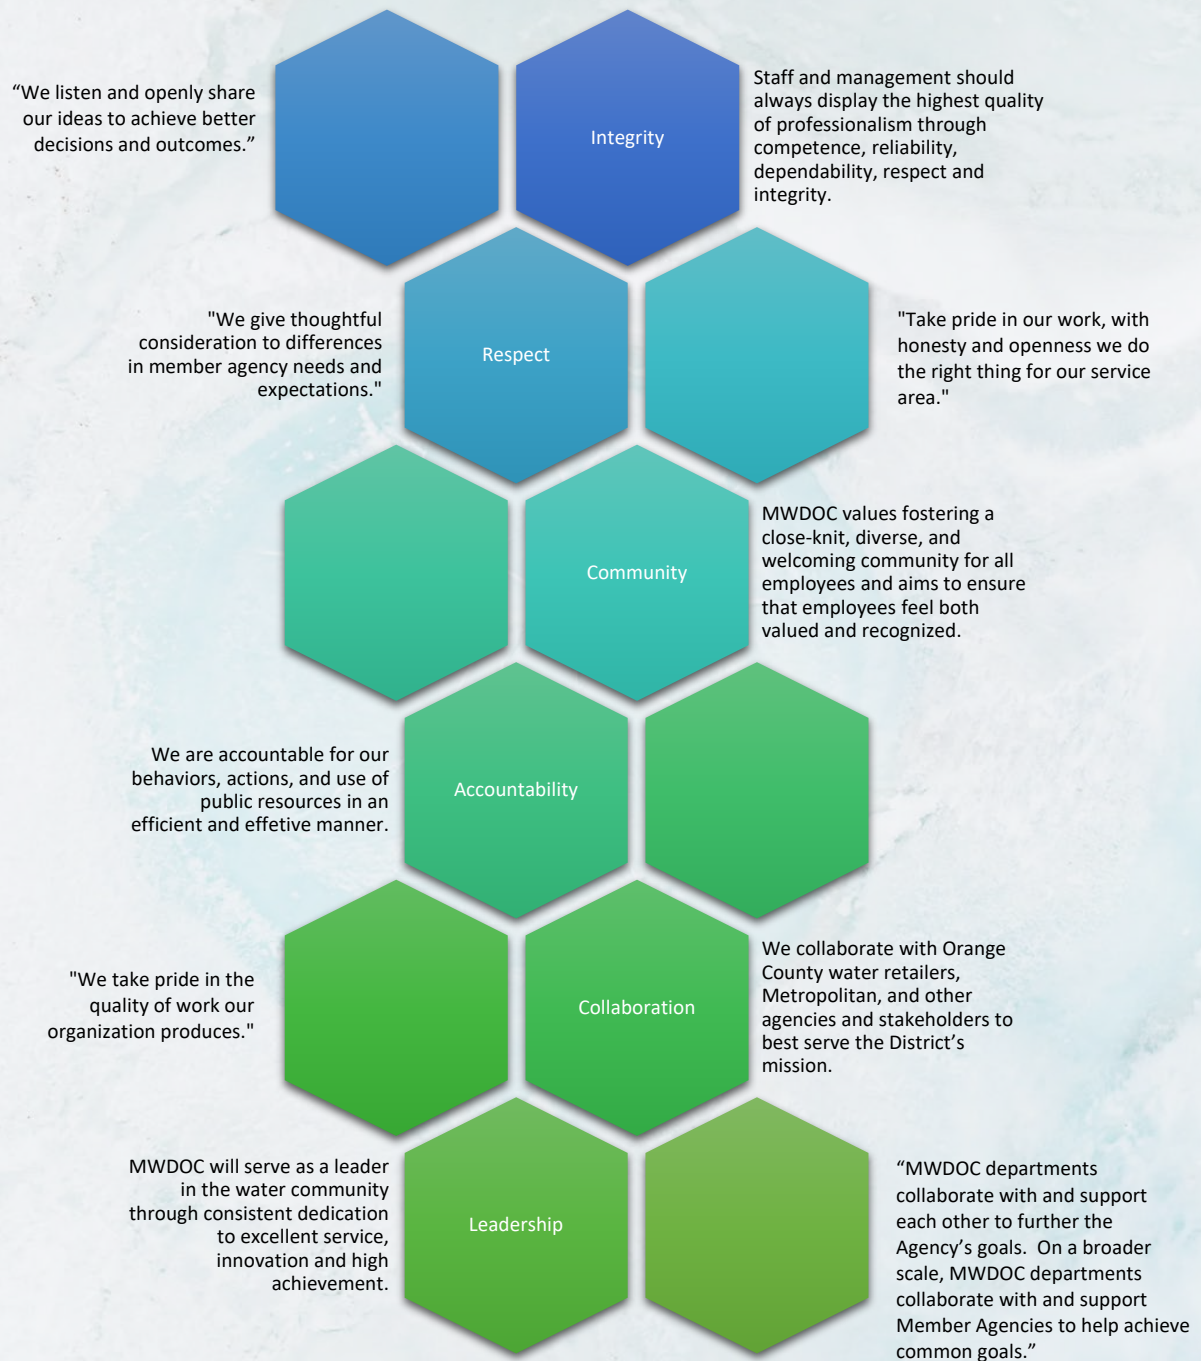 “We listen and openly share
our ideas to achieve better
decisions and outcomes.”
Integrity
Staff and management should
always display the highest quality
of professionalism through
competence, reliability,
dependability, respect and
integrity.
"We give thoughtful
consideration to differences
in member agency needs and
expectations."
Respect
"Take pride in our work, with
honesty and openness we do
the right thing for our service
area."
Community
MWDOC values fostering a
close-knit, diverse, and
welcoming community for all
employees and aims to ensure
that employees feel both
valued and recognized.
We are accountable for our
behaviors, actions, and use of
public resources in an
efficient and effetive manner.
Accountability
"We take pride in the
quality of work our
organization produces."
Collaboration
We collaborate with Orange
County water retailers,
Metropolitan, and other
agencies and stakeholders to
best serve the District’s
mission.
MWDOC will serve as a leader
in the water community
through consistent dedication
to excellent service,
innovation and high
achievement.
Leadership
“MWDOC departments
collaborate with and support
each other to further the
Agency’s goals.  On a broader
scale, MWDOC departments
collaborate with and support
Member Agencies to help achieve
common goals.”